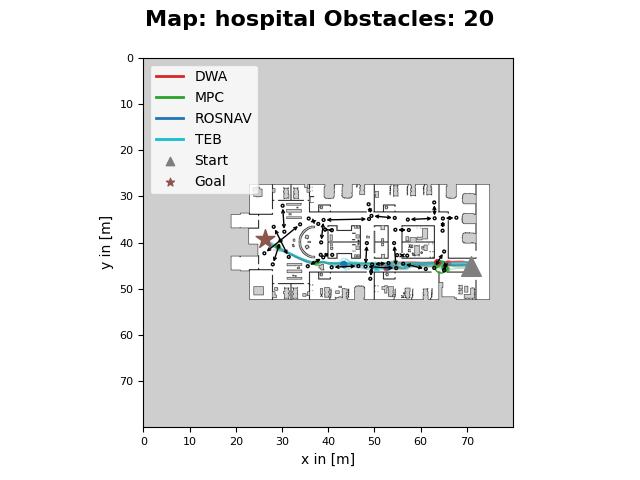 Map: hospital Obstacles: 20
DWA
MPC
ROSNAV
TEB
Start
Goal
0
10
20
30
40
50
60
70
y in [m]
0 10 20 30 40 50 60 70
x in [m]